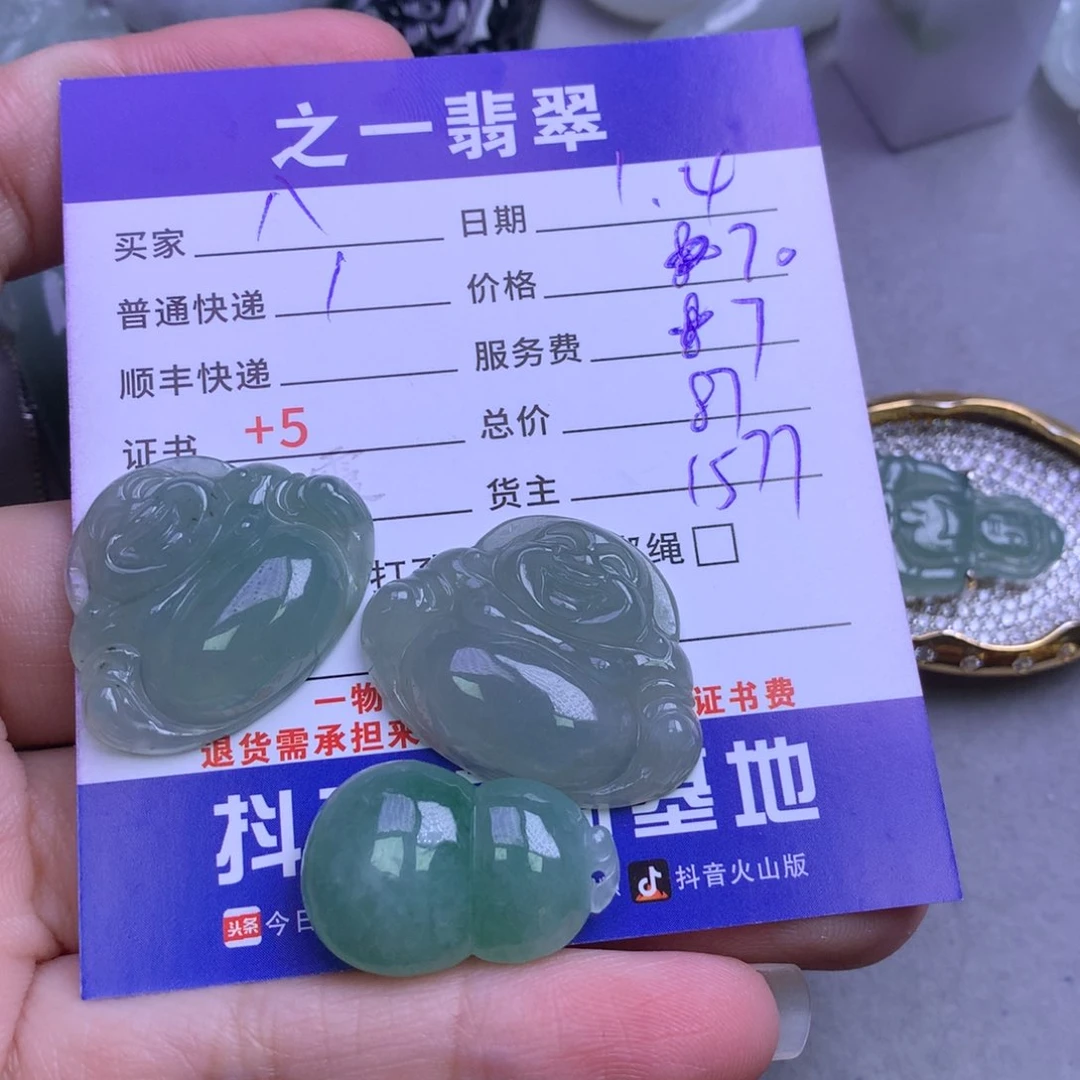 之一翡翠
买家 八 日期 1.4
普通快递 1 价格 70
顺丰快递 服务费 7
证书 +5 总价 87
货主 1577
绳
一物 证书费
退货需承担来
抖 基地
头条 今日 抖音火山版